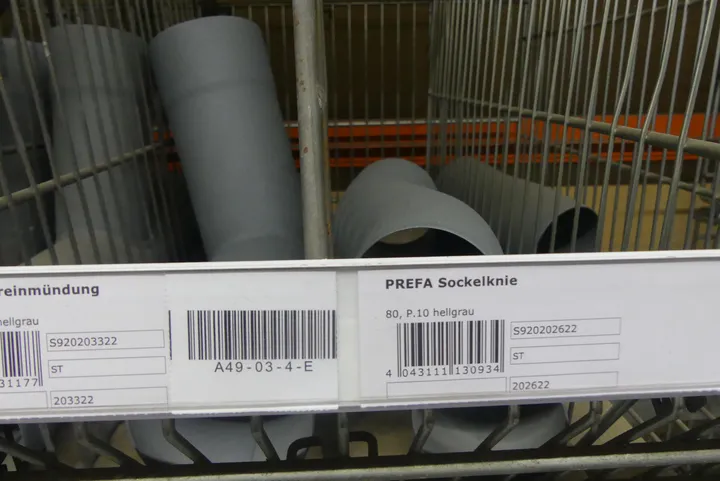 reinmündung
hellgrau
31177
S920203322
ST
203322
A49-03-4-E
PREFA Sockelknie
80, P.10 hellgrau
4 043111 130934
S920202622
ST
202622